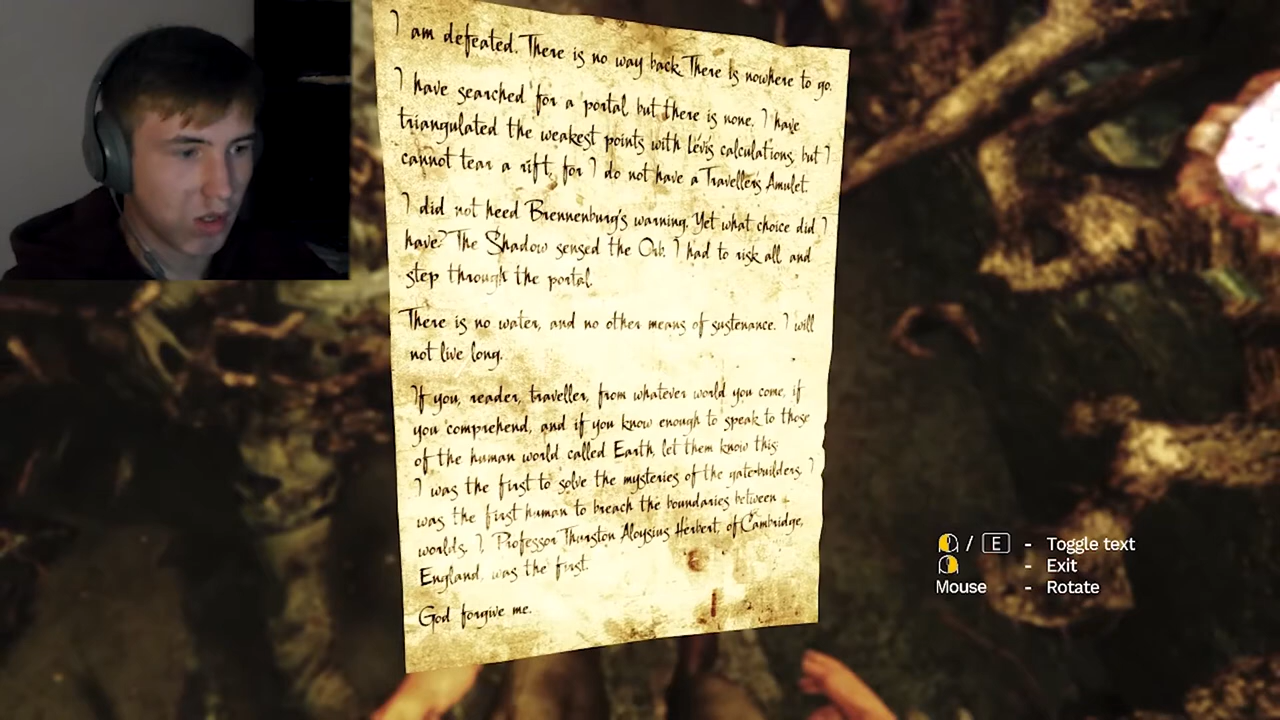 I am defeated. There is no way back. There is nowhere to go.
I have searched for a portal but there is none. I have
triangulated the weakest points with Lévi's calculations, but I
cannot tear a rift, for I do not have a Traveller's Amulet.
I did not heed Brennenburg's warning. Yet what choice did I
have? The Shadow sensed the Orb. I had to risk all and
step through the portal.
There is no water, and no other means of sustenance. I will
not live long.
If you, reader, traveller, from whatever world you come, if
you comprehend, and if you know enough to speak to those
of the human world called Earth, let them know this:
I was the first to solve the mysteries of the gate-builders. I
was the first human to breach the boundaries between
worlds. I, Professor Thurston Aloysius Herbert, of Cambridge,
England, was the first.
God forgive me.
/ E - Toggle text
- Exit
Mouse - Rotate